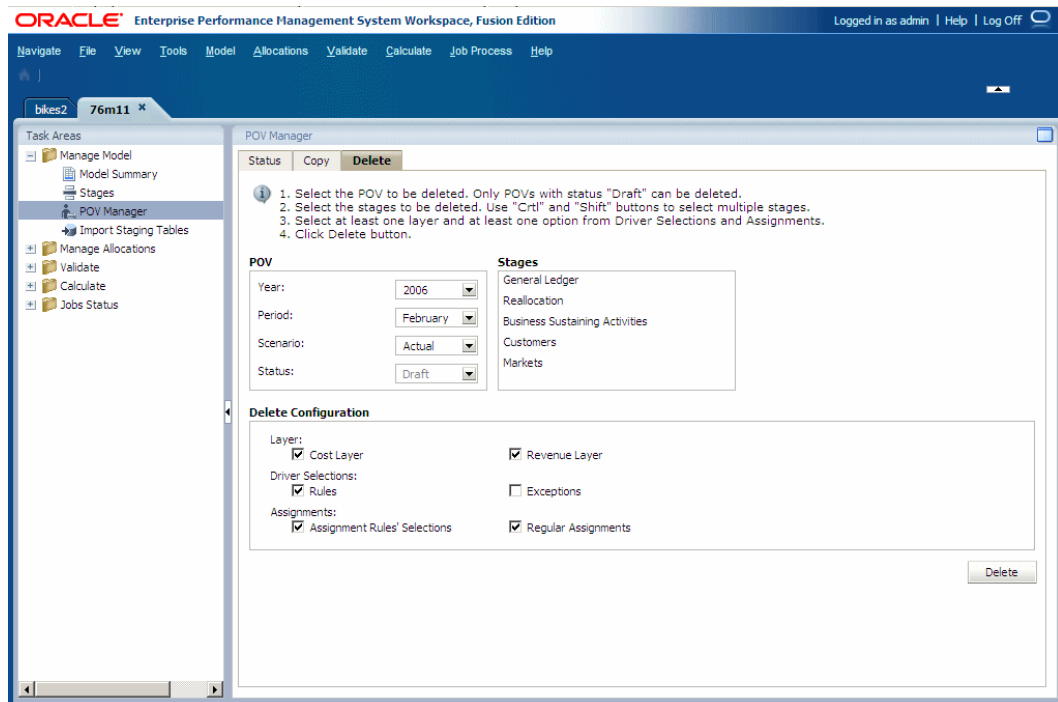 ORACLE Enterprise Performance Management System Workspace, Fusion Edition
Logged in as admin | Help | Log Off
Navigate File View Tools Model Allocations Validate Calculate Job Process Help
bikes2 76m11 ×
Task Areas
Manage Model
Model Summary
Stages
POV Manager
Import Staging Tables
Manage Allocations
Validate
Calculate
Jobs Status
POV Manager
Status Copy Delete
1. Select the POV to be deleted. Only POVs with status "Draft" can be deleted.
2. Select the stages to be deleted. Use "Crtl" and "Shift" buttons to select multiple stages.
3. Select at least one layer and at least one option from Driver Selections and Assignments.
4. Click Delete button.
POV
Year: 2006
Period: February
Scenario: Actual
Status: Draft
Stages
General Ledger
Reallocation
Business Sustaining Activities
Customers
Markets
Delete Configuration
Layer:
Cost Layer Revenue Layer
Driver Selections:
Rules Exceptions
Assignments:
Assignment Rules' Selections Regular Assignments
Delete